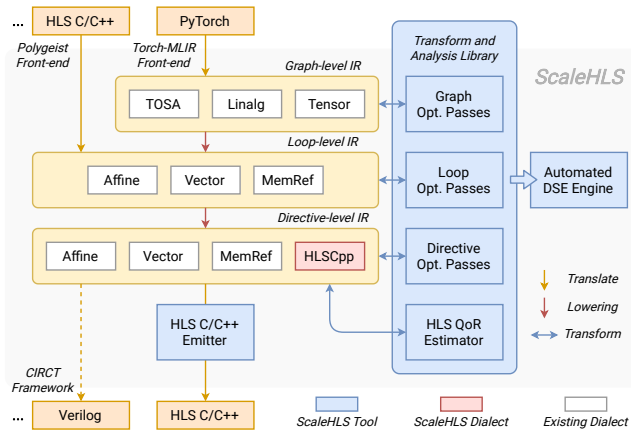 ... HLS C/C++ PyTorch
Polygeist
Front-end
Torch-MLIR
Front-end
Transform and
Analysis Library
ScaleHLS
Graph-level IR
TOSA Linalg Tensor
Graph
Opt. Passes
Loop-level IR
Affine Vector MemRef
Loop
Opt. Passes
Automated
DSE Engine
Directive-level IR
Affine Vector MemRef HLSCpp
Directive
Opt. Passes
Translate
Lowering
Transform
HLS C/C++
Emitter
HLS QoR
Estimator
CIRCT
Framework
... Verilog HLS C/C++
ScaleHLS Tool ScaleHLS Dialect Existing Dialect